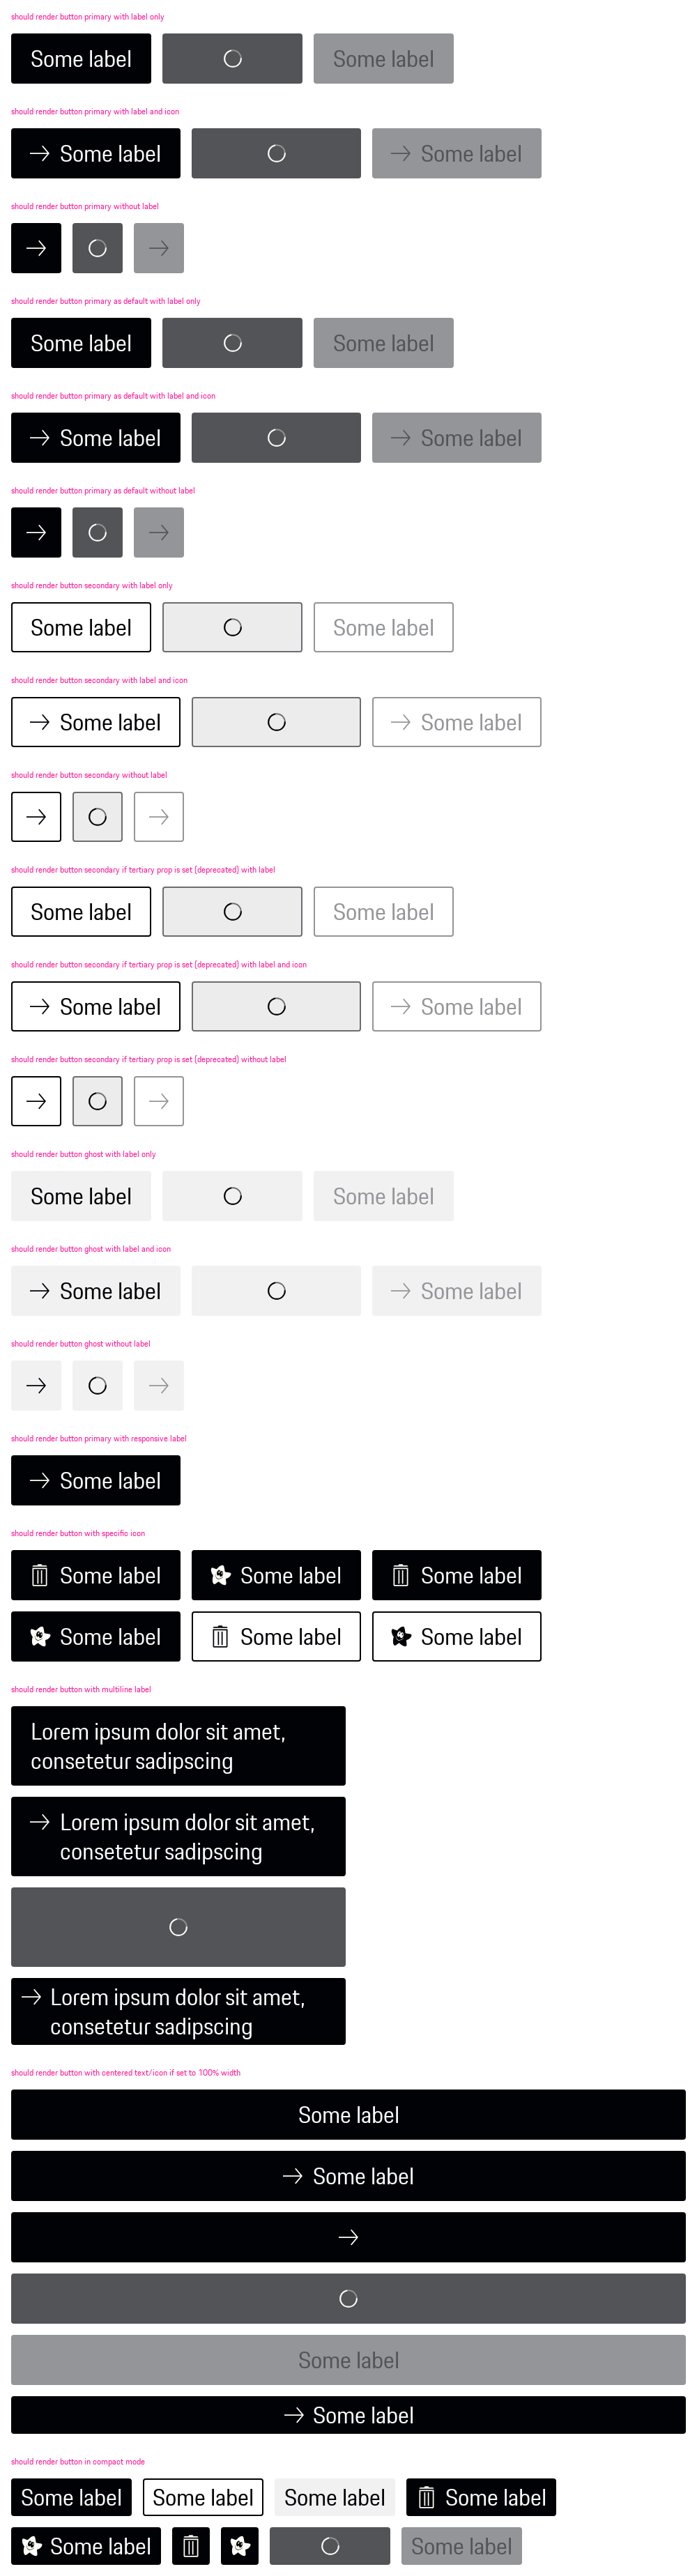 should render button primary with label only
Some label Some label
should render button primary with label and icon
Some label Some label
should render button primary without label
should render button primary as default with label only
Some label Some label
should render button primary as default with label and icon
Some label Some label
should render button primary as default without label
should render button secondary with label only
Some label Some label
should render button secondary with label and icon
Some label Some label
should render button secondary without label
should render button secondary if tertiary prop is set (deprecated) with label
Some label Some label
should render button secondary if tertiary prop is set (deprecated) with label and icon
Some label Some label
should render button secondary if tertiary prop is set (deprecated) without label
should render button ghost with label only
Some label Some label
should render button ghost with label and icon
Some label Some label
should render button ghost without label
should render button primary with responsive label
Some label
should render button with specific icon
Some label Some label Some label
Some label Some label Some label
should render button with multiline label
Lorem ipsum dolor sit amet,
consetetur sadipscing
Lorem ipsum dolor sit amet,
consetetur sadipscing
Lorem ipsum dolor sit amet,
consetetur sadipscing
should render button with centered text/icon if set to 100% width
Some label
Some label
Some label
Some label
should render button in compact mode
Some label Some label Some label Some label
Some label Some label